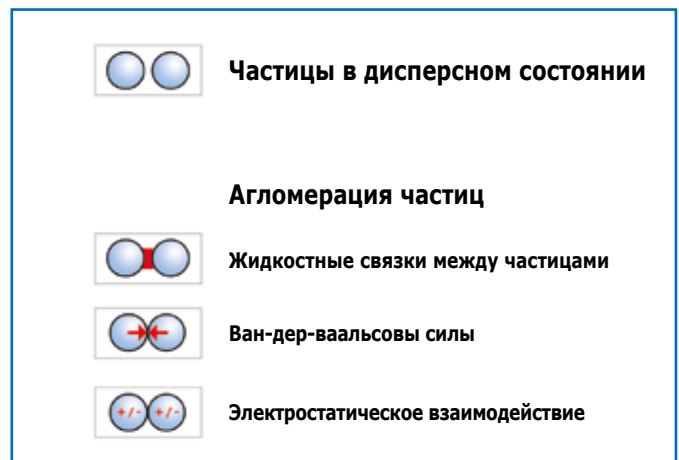 Частицы в дисперсном состоянии
Агломерация частиц
Жидкостные связки между частицами
Ван-дер-ваальсовы силы
+/- +/- Электростатическое взаимодействие